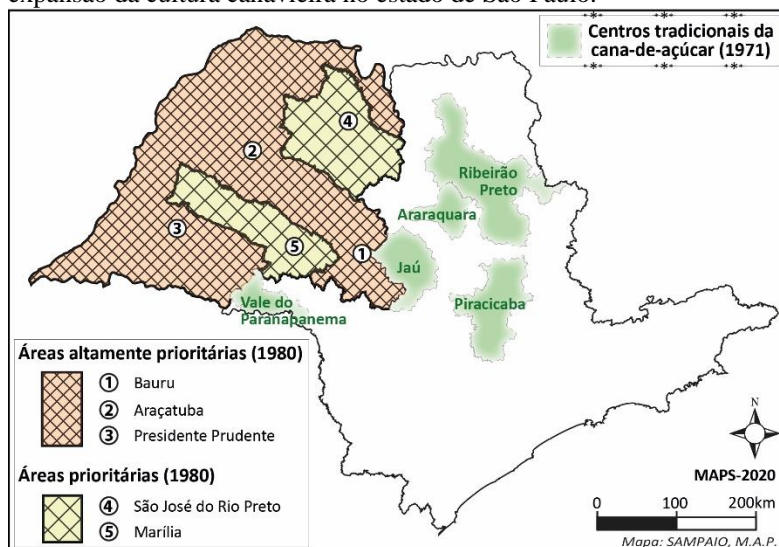 expansão da cultura canavieira no estado de São Paulo.
Centros tradicionais da
cana-de-açúcar (1971)
4
2
Ribeirão
Preto
Araraquara
3
5
1
Jaú
Piracicaba
Vale do
Paranapanema
Áreas altamente prioritárias (1980)
1 Bauru
2 Araçatuba
3 Presidente Prudente
Áreas prioritárias (1980)
4 São José do Rio Preto
5 Marília
N
MAPS-2020
0 100 200km
Mapa: SAMPAIO, M.A.P.